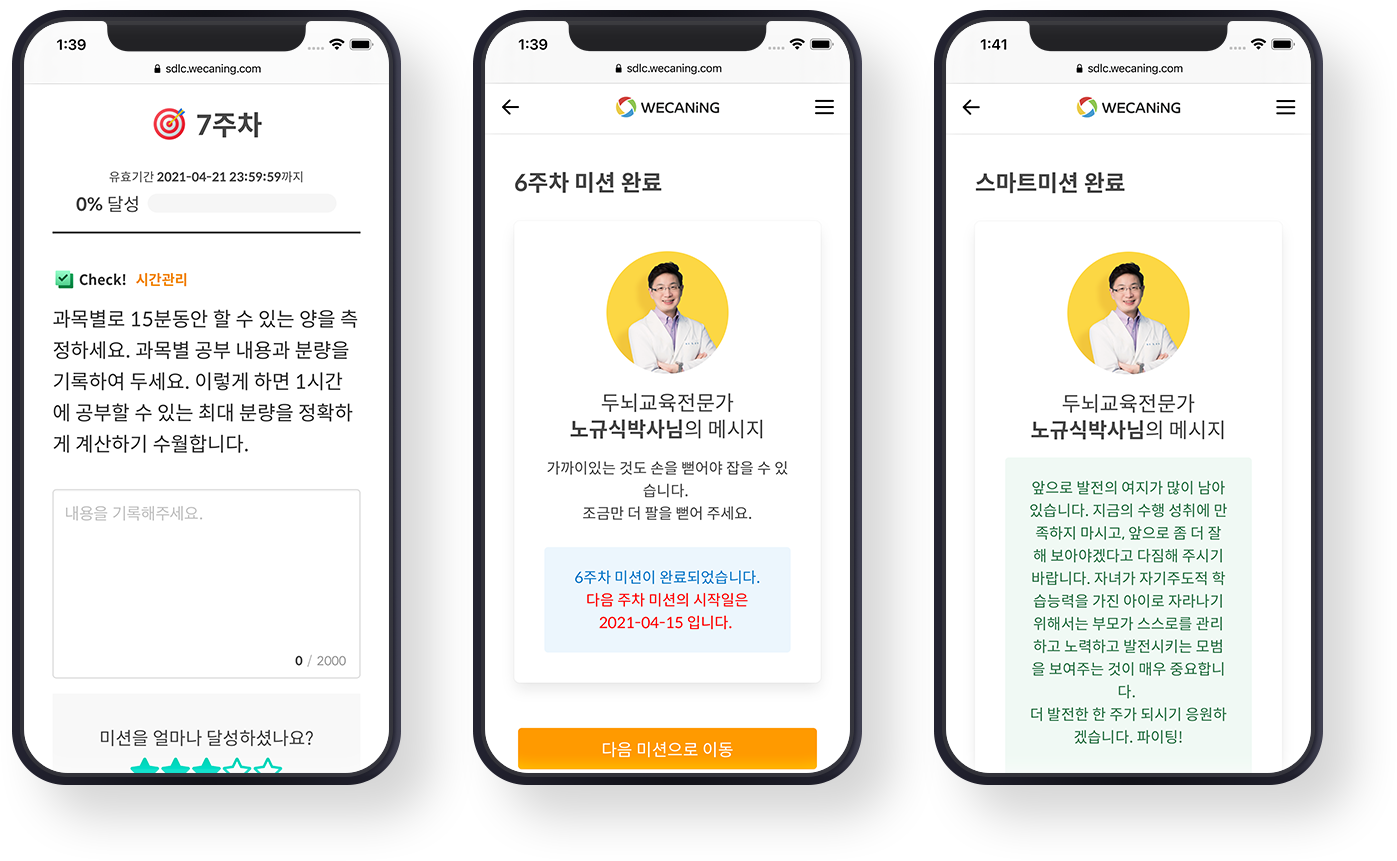 1:39
sdlc.wecaning.com
7주차
유효기간 2021-04-21 23:59:59까지
0% 달성
Check! 시간관리
과목별로 15분동안 할 수 있는 양을 측
정하세요. 과목별 공부 내용과 분량을
기록하여 두세요. 이렇게 하면 1시간
에 공부할 수 있는 최대 분량을 정확하
게 계산하기 수월합니다.
내용을 기록해주세요.
0 / 2000
미션을 얼마나 달성하셨나요?
1:39
sdlc.wecaning.com
WECANiNG
6주차 미션 완료
두뇌교육전문가
노규식박사님의 메시지
가까이있는 것도 손을 뻗어야 잡을 수 있
습니다.
조금만 더 팔을 뻗어 주세요.
6주차 미션이 완료되었습니다.
다음 주차 미션의 시작일은
2021-04-15 입니다.
다음 미션으로 이동
1:41
sdlc.wecaning.com
WECANiNG
스마트미션 완료
두뇌교육전문가
노규식박사님의 메시지
앞으로 발전의 여지가 많이 남아
있습니다. 지금의 수행 성취에 만
족하지 마시고, 앞으로 좀 더 잘
해 보아야겠다고 다짐해 주시기
바랍니다. 자녀가 자기주도적 학
습능력을 가진 아이로 자라나기
위해서는 부모가 스스로를 관리
하고 노력하고 발전시키는 모범
을 보여주는 것이 매우 중요합니
다.
더 발전한 한 주가 되시기 응원하
겠습니다. 파이팅!